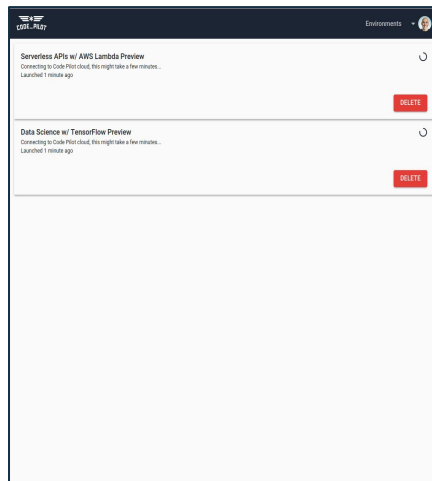 CODE_PILOT
Environments
Serverless APIs w/ AWS Lambda Preview
Connecting to Code Pilot cloud, this might take a few minutes...
Launched 1 minute ago
DELETE
Data Science w/ TensorFlow Preview
Connecting to Code Pilot cloud, this might take a few minutes...
Launched 1 minute ago
DELETE